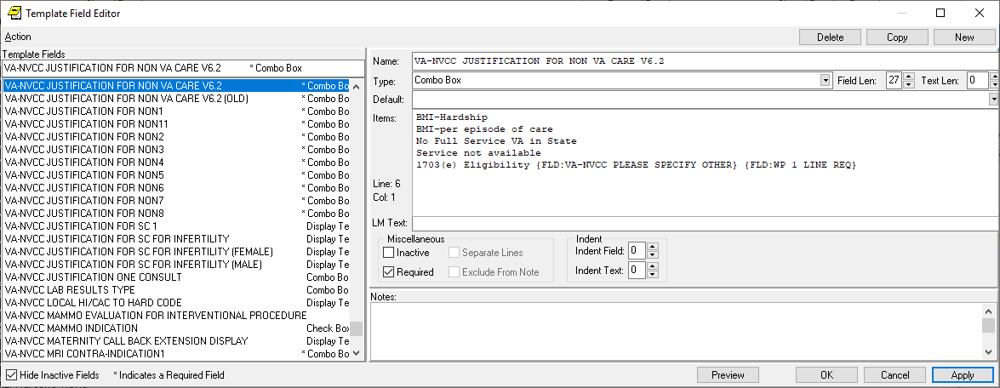 Template Field Editor
Action
Delete
Copy
New
Template Fields
VA-NVCC JUSTIFICATION FOR NON VA CARE V6.2 * Combo Box
VA-NVCC JUSTIFICATION FOR NON VA CARE V6.2 * Combo Bo
VA-NVCC JUSTIFICATION FOR NON VA CARE V6.2 (OLD) * Combo Bo
VA-NVCC JUSTIFICATION FOR NON1 * Combo Bo
VA-NVCC JUSTIFICATION FOR NON11 * Combo Bo
VA-NVCC JUSTIFICATION FOR NON2 * Combo Bo
VA-NVCC JUSTIFICATION FOR NON3 * Combo Bo
VA-NVCC JUSTIFICATION FOR NON4 * Combo Bo
VA-NVCC JUSTIFICATION FOR NON5 * Combo Bo
VA-NVCC JUSTIFICATION FOR NON6 * Combo Bo
VA-NVCC JUSTIFICATION FOR NON7 * Combo Bo
VA-NVCC JUSTIFICATION FOR NON8 * Combo Bo
VA-NVCC JUSTIFICATION FOR SC 1 Display Te
VA-NVCC JUSTIFICATION FOR SC FOR INFERTILITY Display Te
VA-NVCC JUSTIFICATION FOR SC FOR INFERTILITY (FEMALE) Display Te
VA-NVCC JUSTIFICATION FOR SC FOR INFERTILITY (MALE) Display Te
VA-NVCC JUSTIFICATION ONE CONSULT Combo Bo
VA-NVCC LAB RESULTS TYPE Combo Bo
VA-NVCC LOCAL HI/CAC TO HARD CODE Display Te
VA-NVCC MAMMO EVALUATION FOR INTERVENTIONAL PROCEDURE
VA-NVCC MAMMO INDICATION Check Box
VA-NVCC MATERNITY CALL BACK EXTENSION DISPLAY Display Te
VA-NVCC MRI CONTRA-INDICATION1 * Combo Bo
Name: VA-NVCC JUSTIFICATION FOR NON VA CARE V6.2
Type: Combo Box Field Len: 27 Text Len: 0
Default:
Items: BMI-Hardship
BMI-per episode of care
No Full Service VA in State
Service not available
1703(e) Eligibility {FLD:VA-NVCC PLEASE SPECIFY OTHER} {FLD:WP 1 LINE REQ}
Line: 6
Col: 1
LM Text:
Miscellaneous
Inactive
Separate Lines
Required
Exclude From Note
Indent
Indent Field: 0
Indent Text: 0
Notes:
Hide Inactive Fields
* Indicates a Required Field
Preview
OK
Cancel
Apply